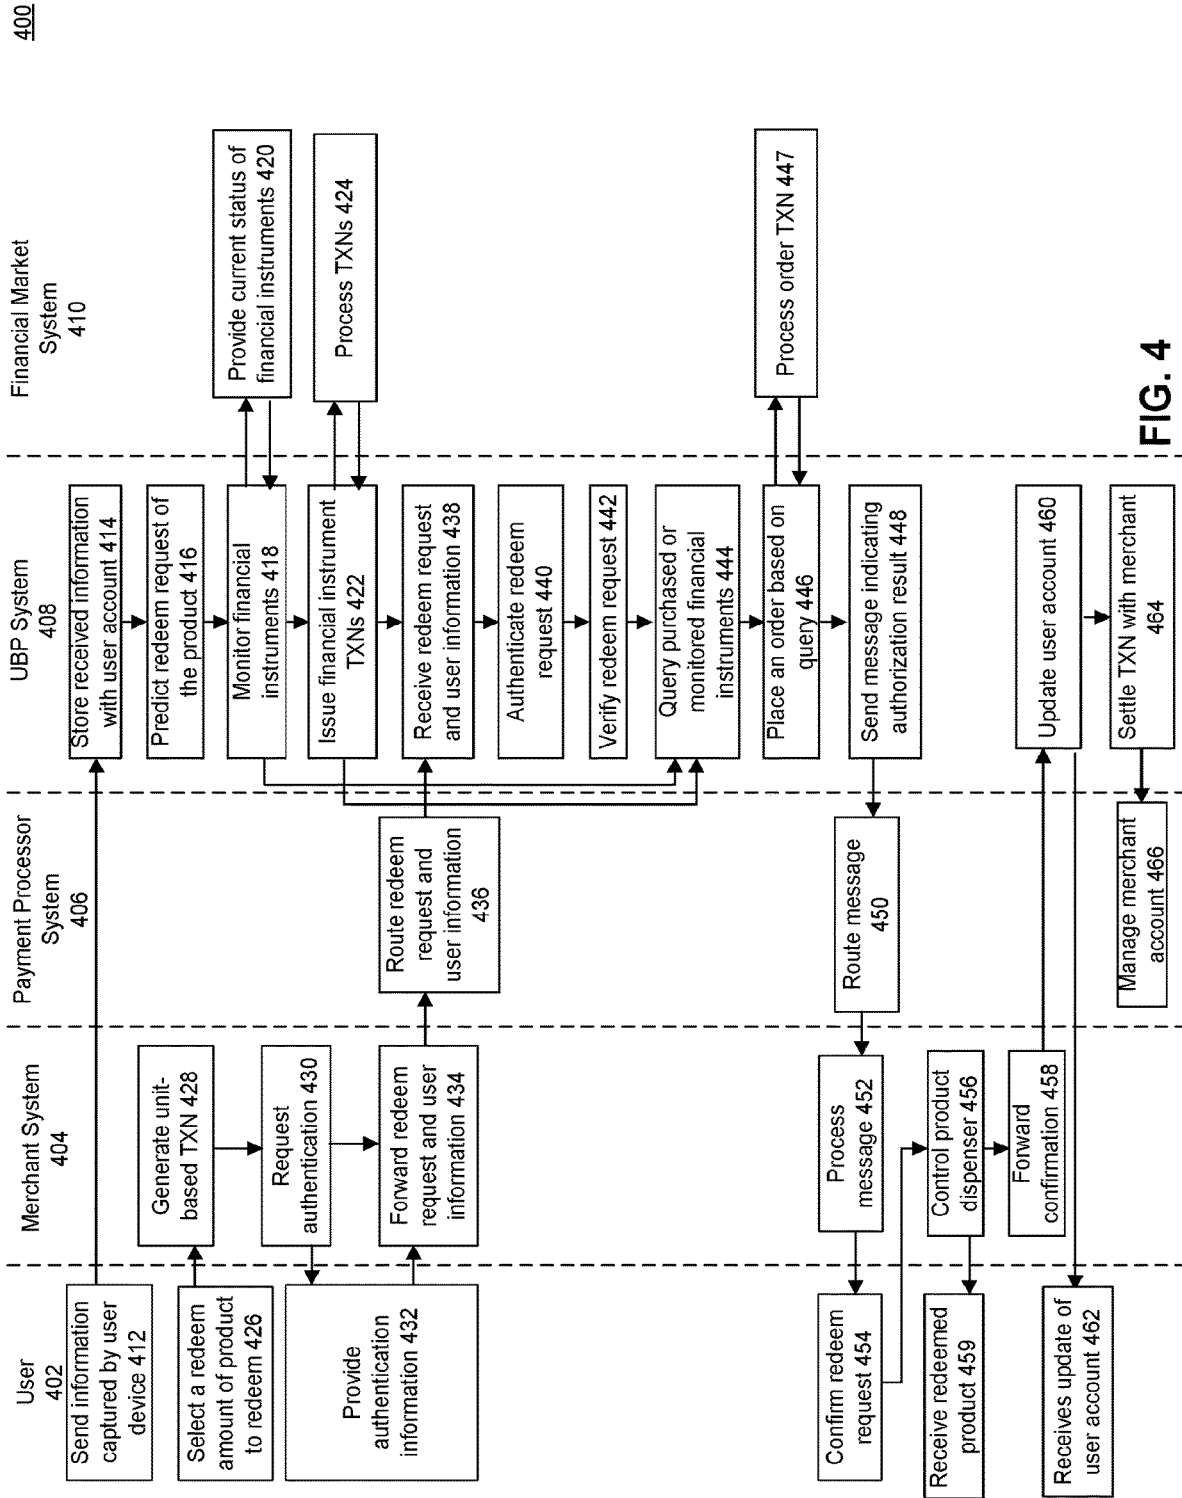 400
User
402
Merchant System
404
Payment Processor
System
406
UBP System
408
Financial Market
System
410
Send information
captured by user
device 412
Store received information
with user account 414
Predict redeem request of
the product 416
Monitor financial
instruments 418
Provide current status of
financial instruments 420
Issue financial instrument
TXNs 422
Process TXNs 424
Select a redeem
amount of product
to redeem 426
Generate unit-
based TXN 428
Request
authentication 430
Provide
authentication
information 432
Forward redeem
request and user
information 434
Route redeem
request and
user information
436
Receive redeem request
and user information 438
Authenticate redeem
request 440
Verify redeem request 442
Query purchased or
monitored financial
instruments 444
Place an order based on
query 446
Process order TXN 447
Send message indicating
authorization result 448
Route message
450
Process
message 452
Confirm redeem
request 454
Control product
dispenser 456
Forward
confirmation 458
Receive redeemed
product 459
Update user account 460
Receives update of
user account 462
Settle TXN with merchant
464
Manage merchant
account 466
FIG. 4